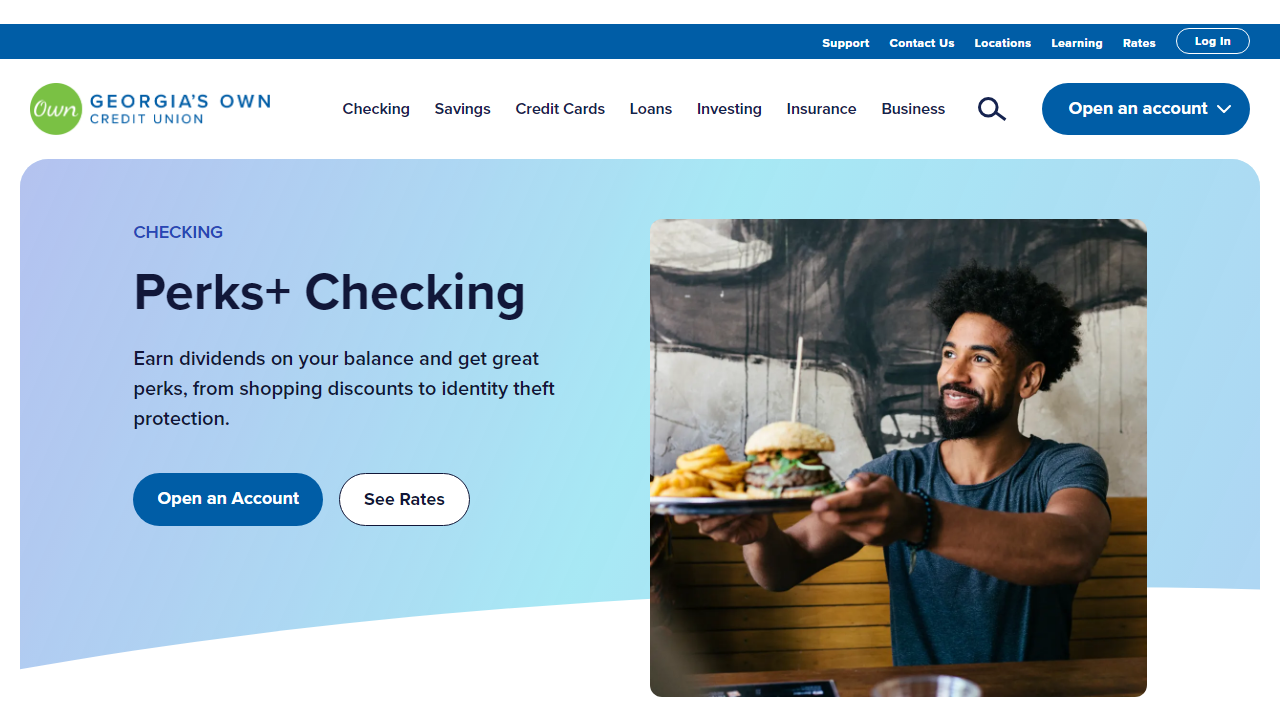 Support Contact Us Locations Learning Rates Log In
Own GEORGIA'S OWN
CREDIT UNION
Checking Savings Credit Cards Loans Investing Insurance Business Open an account
CHECKING
Perks+ Checking
Earn dividends on your balance and get great
perks, from shopping discounts to identity theft
protection.
Open an Account See Rates